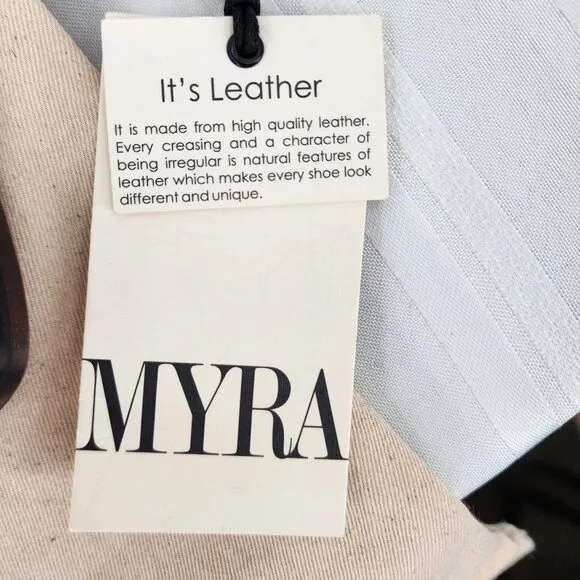 It's Leather
It is made from high quality leather.
Every creasing and a character of
being irregular is natural features of
leather which makes every shoe look
different and unique.
MYRA